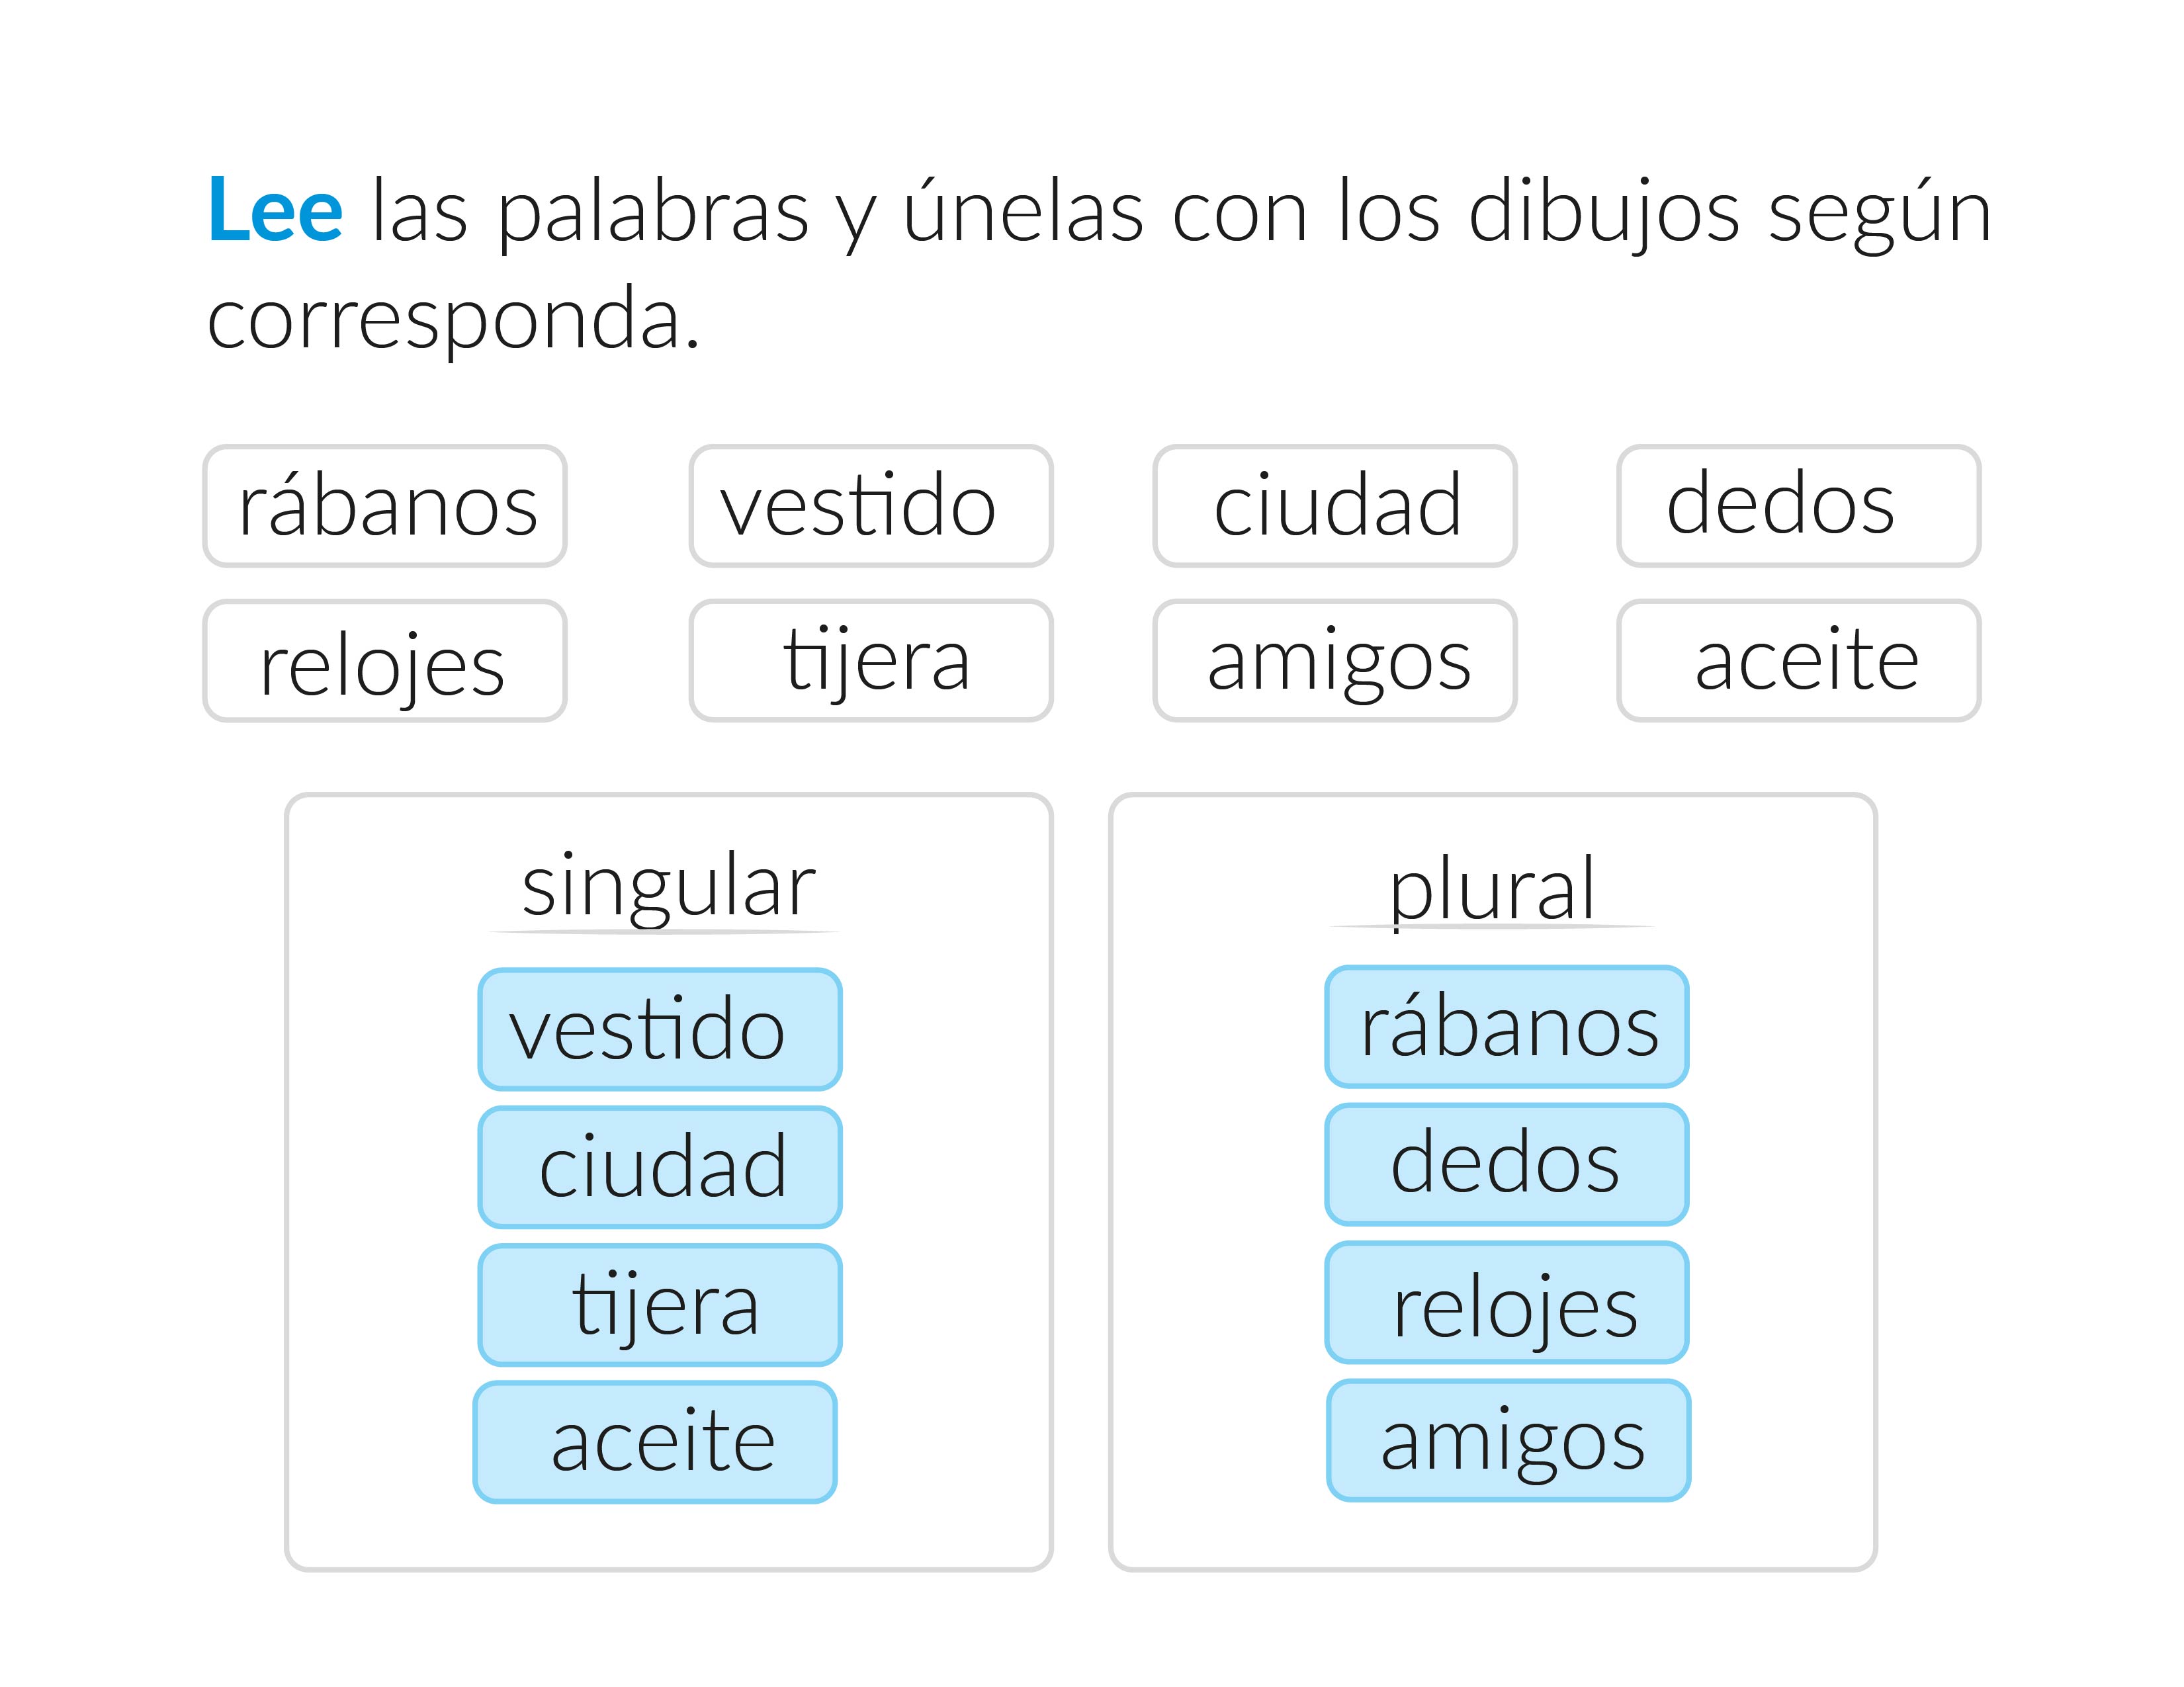 Lee las palabras y únelas con los dibujos según
corresponda.
rábanos vestido ciudad dedos
relojes tijera amigos aceite
singular
vestido
ciudad
tijera
aceite
plural
rábanos
dedos
relojes
amigos